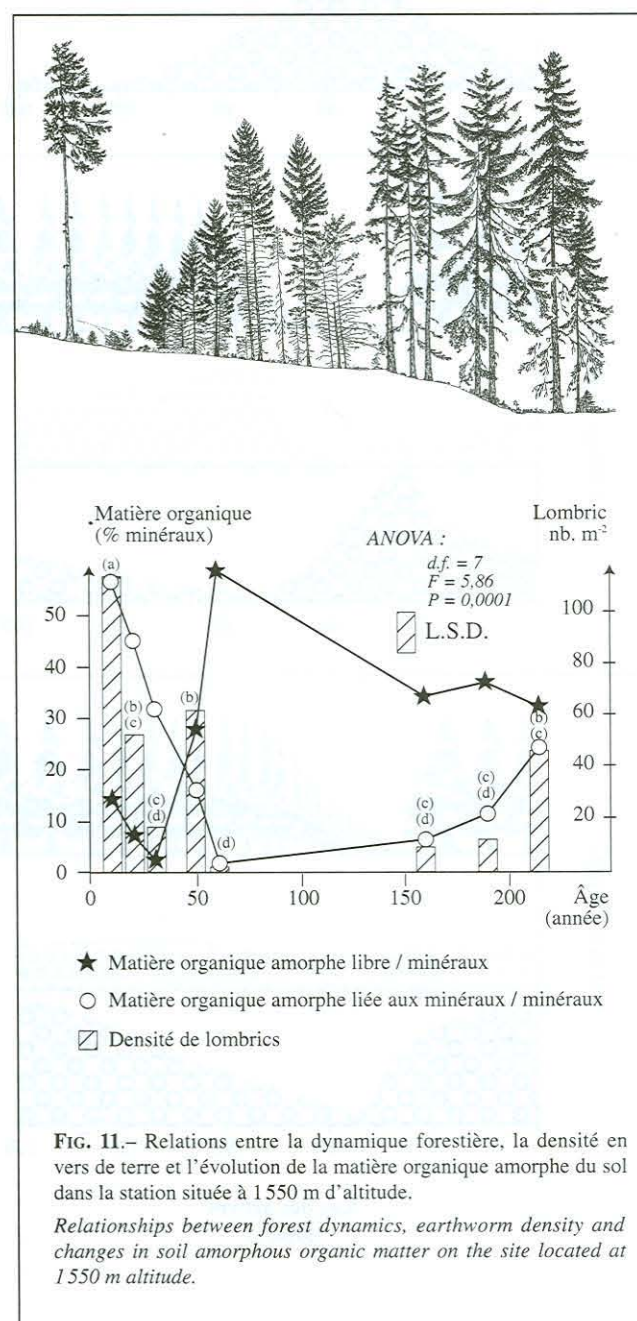 .Matière organique
(% minéraux)
Lombric
nb. m⁻²
ANOVA :
d.f. = 7
F = 5,86
P = 0,0001
L.S.D.
50
40
30
20
10
0
100
80
60
40
20
(a)
(b)
(c)
(c)
(d)
(b)
(d)
(c)
(d)
(c)
(d)
(b)
(c)
0 50 100 150 200 Âge
(année)
★ Matière organique amorphe libre / minéraux
○ Matière organique amorphe liée aux minéraux / minéraux
Densité de lombrics
FIG. 11.– Relations entre la dynamique forestière, la densité en
vers de terre et l'évolution de la matière organique amorphe du sol
dans la station située à 1 550 m d'altitude.
Relationships between forest dynamics, earthworm density and
changes in soil amorphous organic matter on the site located at
1 550 m altitude.